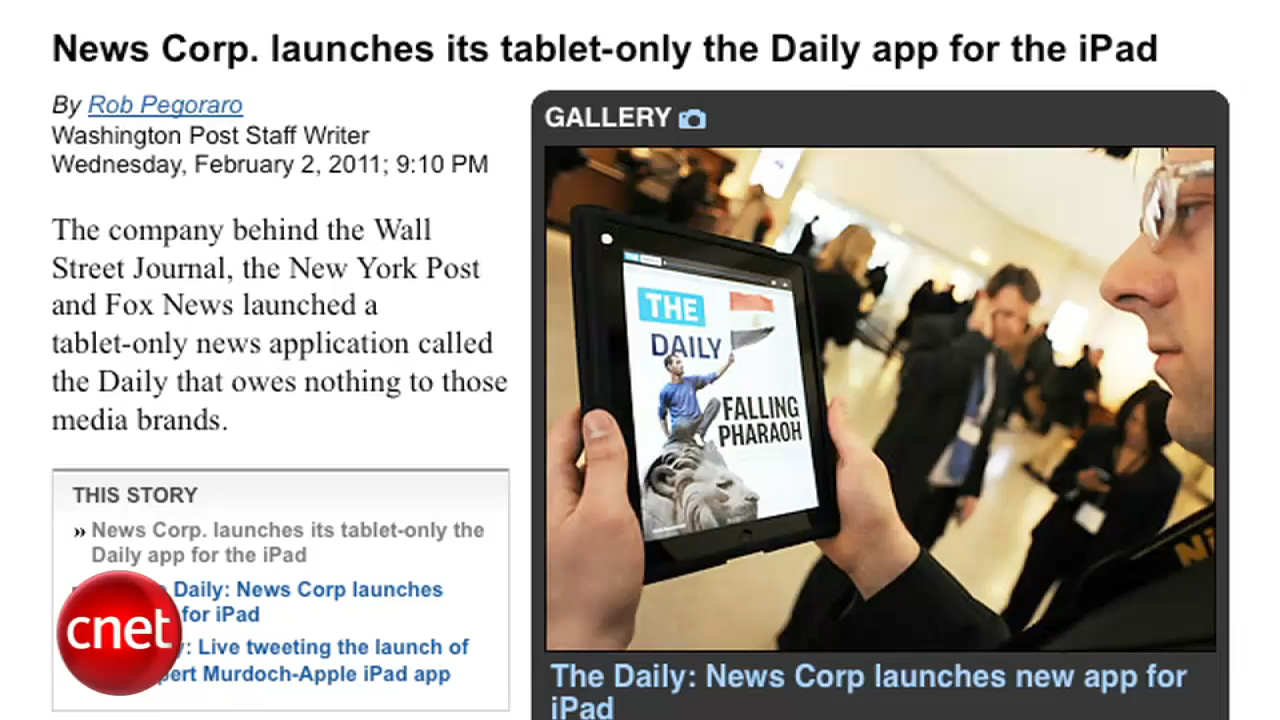 News Corp. launches its tablet-only the Daily app for the iPad
By Rob Pegoraro
Washington Post Staff Writer
Wednesday, February 2, 2011; 9:10 PM
The company behind the Wall
Street Journal, the New York Post
and Fox News launched a
tablet-only news application called
the Daily that owes nothing to those
media brands.
THIS STORY
» News Corp. launches its tablet-only the
Daily app for the iPad
Daily: News Corp launches
for iPad
: Live tweeting the launch of
Murdoch-Apple iPad app
cnet
GALLERY
THE
DAILY
FALLING
PHARAOH
The Daily: News Corp launches new app for
iPad